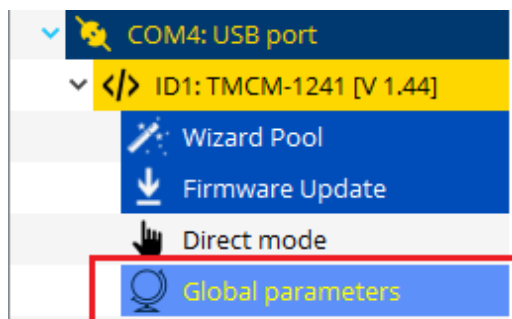 COM4: USB port
</> ID1: TMCM-1241 [V 1.44]
Wizard Pool
Firmware Update
Direct mode
Global parameters